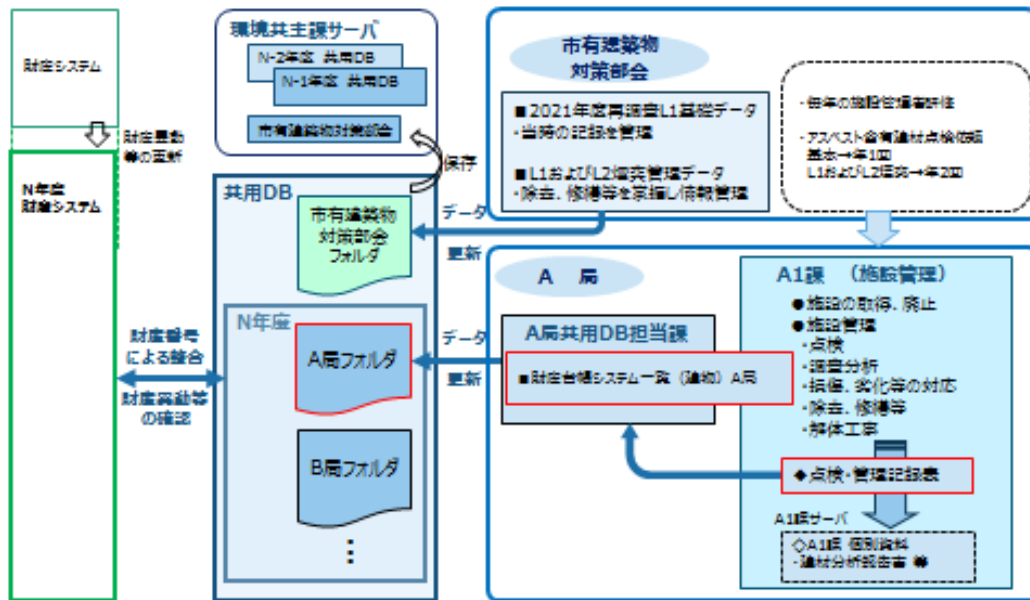 財産システム
財産異動
等の更新
N年度
財産システム
環境共主課サーバ
N-2年度 共用DB
N-1年度 共用DB
市有建築物対策部会
保存
共用DB
市有建築物
対策部会
フォルダ
データ
更新
N年度
A局フォルダ
B局フォルダ
⋮
財産番号
による整合
財産異動等
の確認
データ
更新
市有建築物
対策部会
■2021年度再調査L1基礎データ
・当時の記録を管理
■L1およびL2煙突管理データ
・除去、修繕等を掌握し情報管理
・毎年の施設管理者研修
・アスベスト含有建材点検依頼
基本→年1回
L1およびL2煙突→年2回
A 局
A局共用DB担当課
■財産台帳システム一覧（建物）A局
A1課 （施設管理）
●施設の取得、廃止
●施設管理
・点検
・調査分析
・損傷、劣化等の対応
・除去、修繕等
・解体工事
◆点検・管理記録表
A1課サーバ
◇A1課 個別資料
・建材分析報告書 等